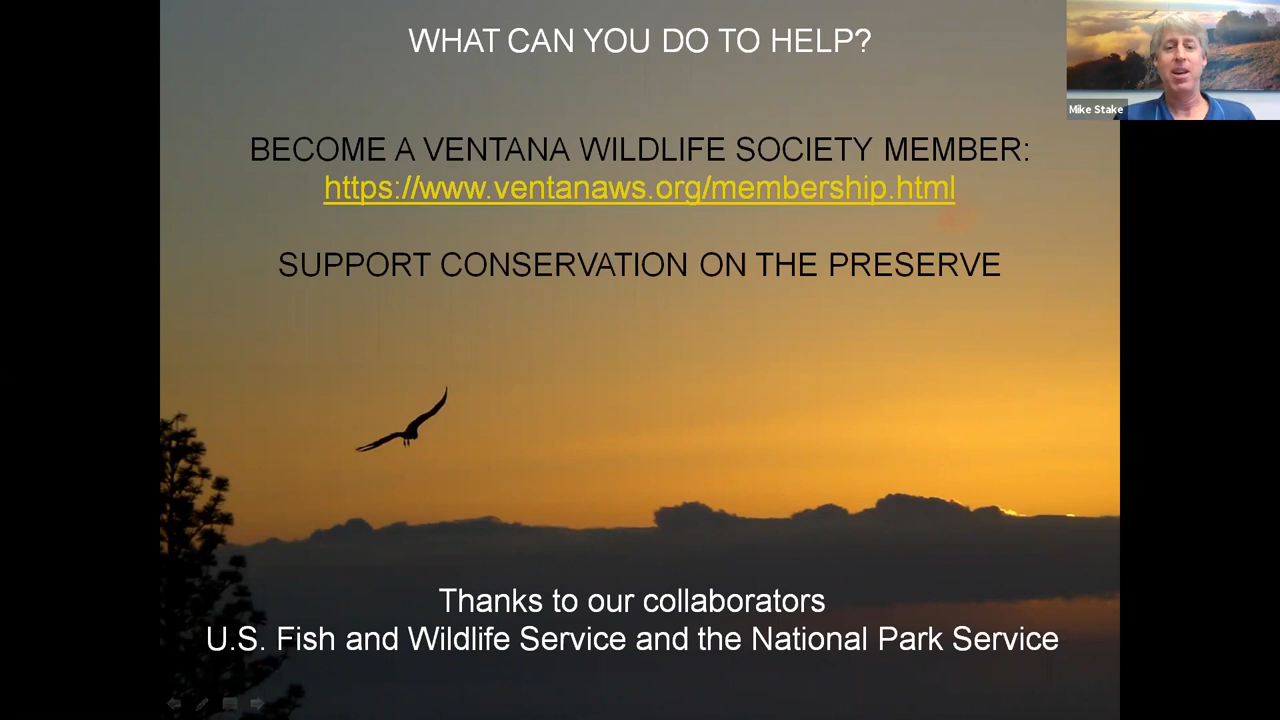 WHAT CAN YOU DO TO HELP?
Mike Stake
BECOME A VENTANA WILDLIFE SOCIETY MEMBER:
https://www.ventanaws.org/membership.html
SUPPORT CONSERVATION ON THE PRESERVE
Thanks to our collaborators
U.S. Fish and Wildlife Service and the National Park Service